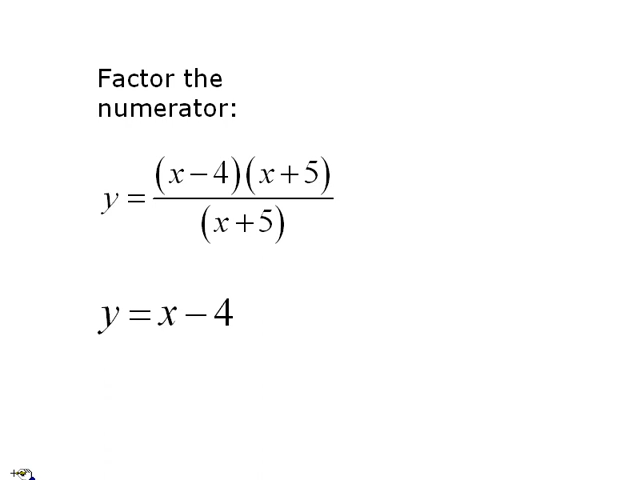 Factor the
numerator:
y = (x − 4)(x + 5) / (x + 5)
y = x − 4